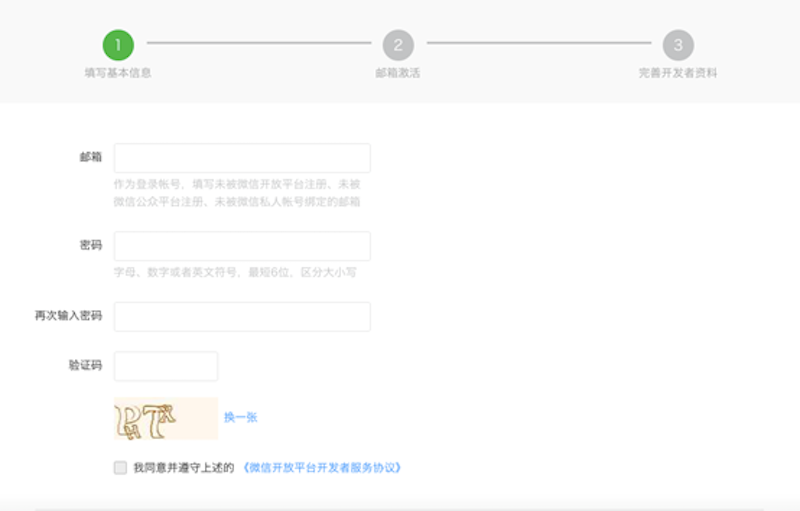 1
2
3
填写基本信息
邮箱激活
完善开发者资料
邮箱
作为登录帐号，填写未被微信开放平台注册、未被
微信公众平台注册、未被微信私人帐号绑定的邮箱
密码
字母、数字或者英文符号，最短6位，区分大小写
再次输入密码
验证码
换一张
我同意并遵守上述的《微信开放平台开发者服务协议》